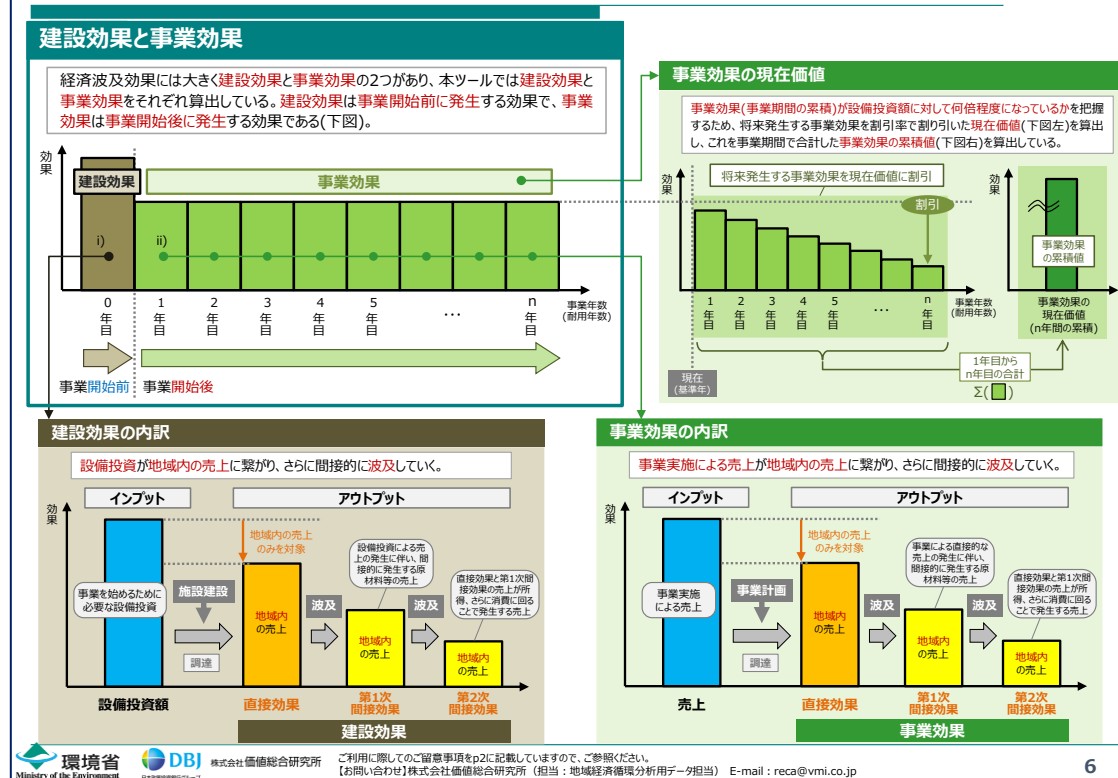 建設効果と事業効果
経済波及効果には大きく建設効果と事業効果の2つがあり、本ツールでは建設効果と
事業効果をそれぞれ算出している。建設効果は事業開始前に発生する効果で、事業
効果は事業開始後に発生する効果である(下図)。
効果
建設効果
事業効果
i)
ii)
0年目
1年目
2年目
3年目
4年目
5年目
…
n年目
事業年数
(耐用年数)
事業開始前
事業開始後
事業効果の現在価値
事業効果(事業期間の累積)が設備投資額に対して何倍程度になっているかを把握
するため、将来発生する事業効果を割引率で割り引いた現在価値(下図左)を算出
し、これを事業期間で合計した事業効果の累積値(下図右)を算出している。
効果
将来発生する事業効果を現在価値に割引
割引
1年目
2年目
3年目
4年目
5年目
…
n年目
事業年数
(耐用年数)
現在
(基準年)
効果
事業効果
の累積値
事業効果の
現在価値
(n年間の累積)
1年目から
n年目の合計
Σ( )
建設効果の内訳
設備投資が地域内の売上に繋がり、さらに間接的に波及していく。
インプット
アウトプット
効果
事業を始めるために
必要な設備投資
施設建設
調達
地域内の売上
のみを対象
地域内
の売上
波及
設備投資による売
上の発生に伴い、間
接的に発生する原
材料等の売上
地域内
の売上
波及
直接効果と第1次間
接効果の売上が所
得、さらに消費に回る
ことで発生する売上
地域内
の売上
設備投資額
直接効果
第1次
間接効果
第2次
間接効果
建設効果
事業効果の内訳
事業実施による売上が地域内の売上に繋がり、さらに間接的に波及していく。
インプット
アウトプット
効果
事業実施
による売上
事業計画
調達
地域内の売上
のみを対象
地域内
の売上
波及
事業による直接的な
売上の発生に伴い、
間接的に発生する原
材料等の売上
地域内
の売上
波及
直接効果と第1次間
接効果の売上が所
得、さらに消費に回る
ことで発生する売上
地域内
の売上
売上
直接効果
第1次
間接効果
第2次
間接効果
事業効果
環境省
Ministry of the Environment
DBJ
日本政策投資銀行グループ
株式会社価値総合研究所
ご利用に際してのご留意事項をp2に記載していますので、ご参照ください。
【お問い合わせ】株式会社価値総合研究所（担当：地域経済循環分析用データ担当） E-mail：reca@vmi.co.jp
6